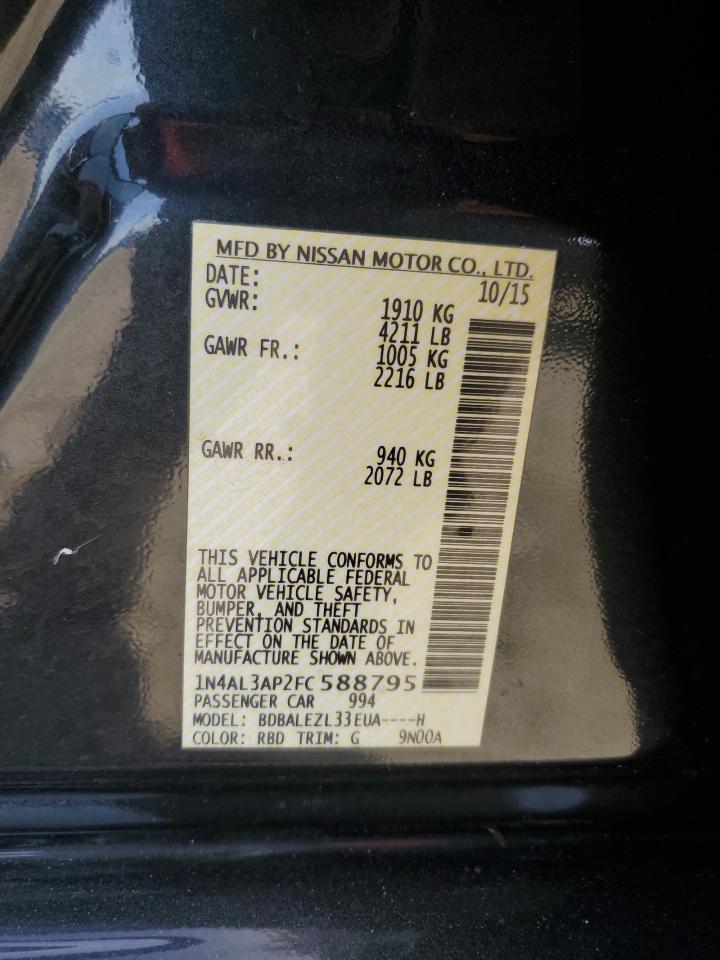 MFD BY NISSAN MOTOR CO., LTD.
DATE: 10/15
GVWR: 1910 KG
4211 LB
GAWR FR.: 1005 KG
2216 LB
GAWR RR.: 940 KG
2072 LB
THIS VEHICLE CONFORMS TO
ALL APPLICABLE FEDERAL
MOTOR VEHICLE SAFETY,
BUMPER, AND THEFT
PREVENTION STANDARDS IN
EFFECT ON THE DATE OF
MANUFACTURE SHOWN ABOVE.
1N4AL3AP2FC588795
PASSENGER CAR 994
MODEL: BDBALEZL33EUA----H
COLOR: RBD TRIM: G 9N00A